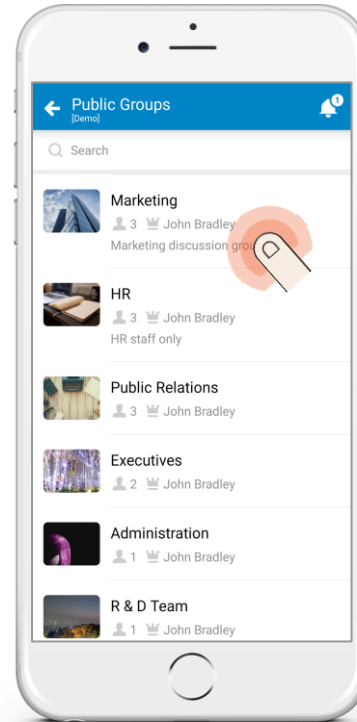 Public Groups
[Demo]
1
Search
Marketing
3 John Bradley
Marketing discussion grou
HR
3 John Bradley
HR staff only
Public Relations
3 John Bradley
Executives
2 John Bradley
Administration
1 John Bradley
R & D Team
1 John Bradley